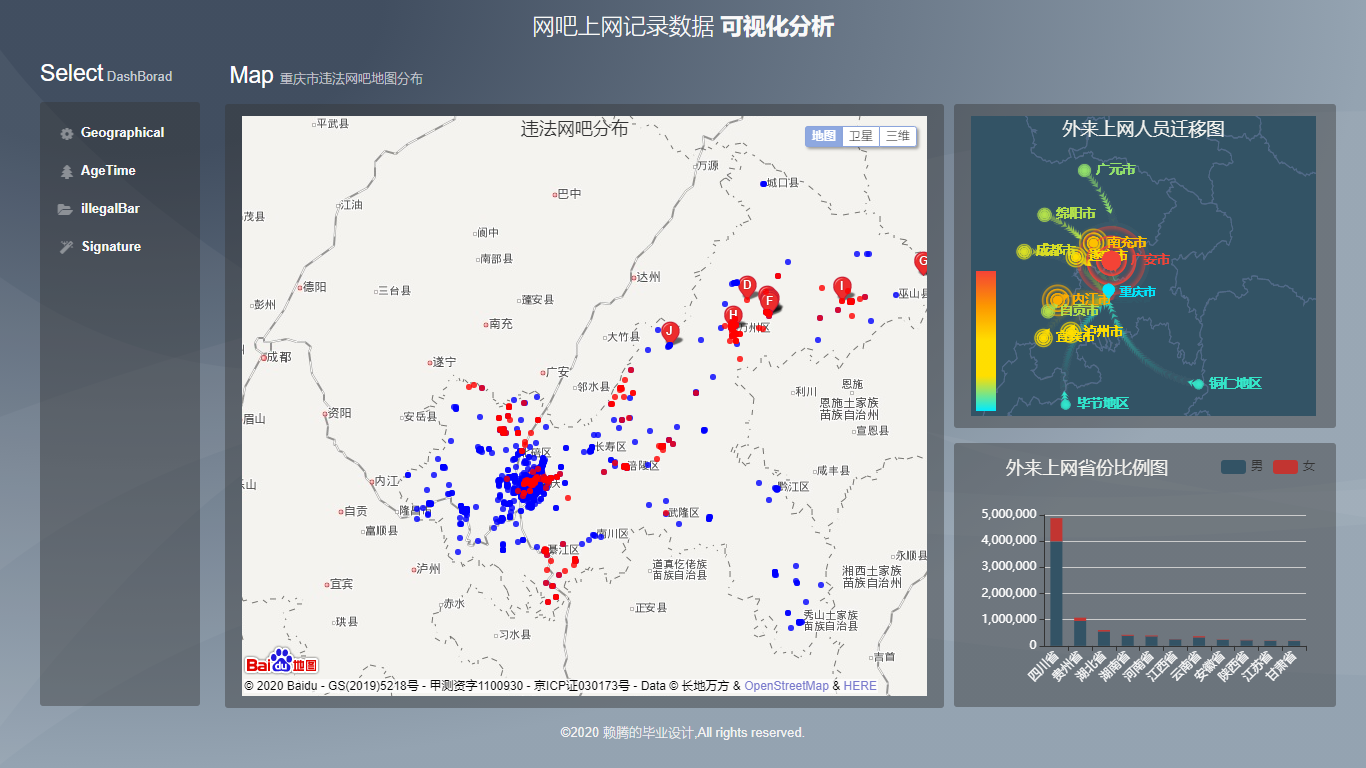 网吧上网记录数据 可视化分析
Select DashBorad
Map 重庆市违法网吧地图分布
Geographical
AgeTime
illegalBar
Signature
违法网吧分布
地图 卫星 三维
平武县
万源
城口县
巴中
江油
茂县
阆中
南部县
达州
G
D
F
I
巫山县
德阳
三台县
蓬安县
彭州
H
万州区
南充
J
大竹县
成都
遂宁
广安
邻水县
利川
恩施
恩施土家族
苗族自治州
资阳
安岳县
眉山
宣恩县
长寿区
涪陵区
咸丰县
内江
黔江区
乐山
自贡
隆昌市
武隆区
富顺县
南川区
綦江区
永顺县
泸州
道真仡佬族
苗族自治县
湘西土家族
苗族自治州
宜宾
赤水
正安县
秀山土家族
苗族自治县
珙县
习水县
吉首
Bai du 地图
© 2020 Baidu - GS(2019)5218号 - 甲测资字1100930 - 京ICP证030173号 - Data © 长地万方 & OpenStreetMap & HERE
外来上网人员迁移图
广元市
绵阳市
南充市
成都市
遂宁市
广安市
重庆市
内江市
自贡市
泸州市
宜宾市
铜仁地区
毕节地区
外来上网省份比例图
男 女
5,000,000
4,000,000
3,000,000
2,000,000
1,000,000
0
四川省 贵州省 湖北省 湖南省 河南省 江西省 云南省 安徽省 陕西省 江苏省 甘肃省
©2020 赖腾的毕业设计,All rights reserved.